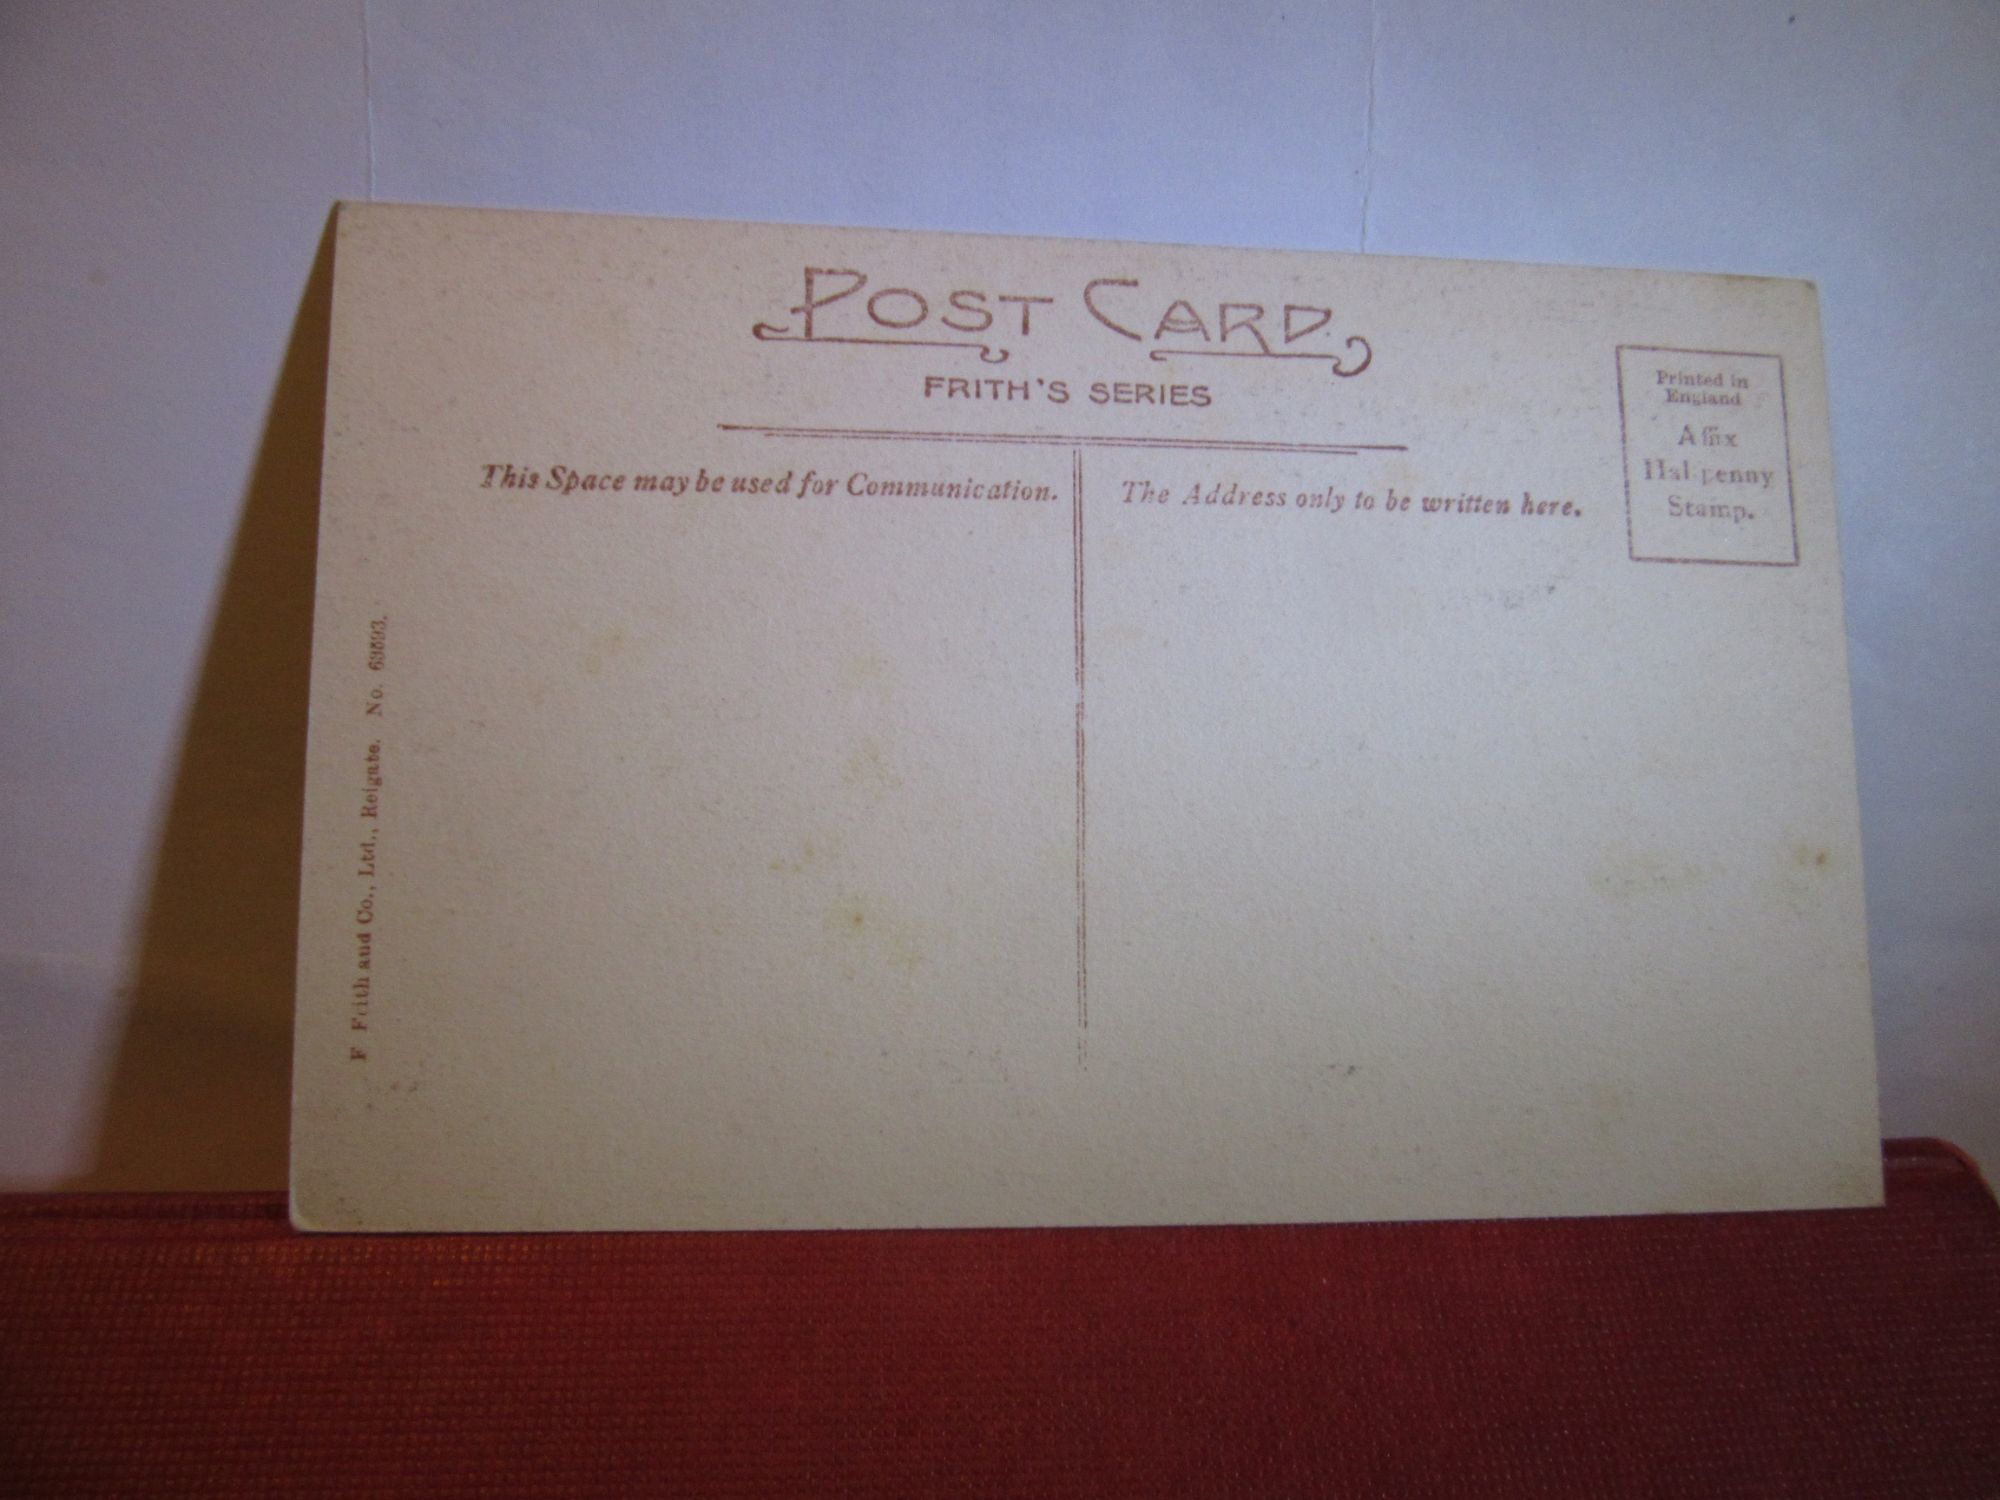 POST CARD
FRITH'S SERIES
This Space may be used for Communication.
The Address only to be written here.
Printed in
England
Affix
Halfpenny
Stamp.
F Frith and Co., Ltd., Reigate. No.